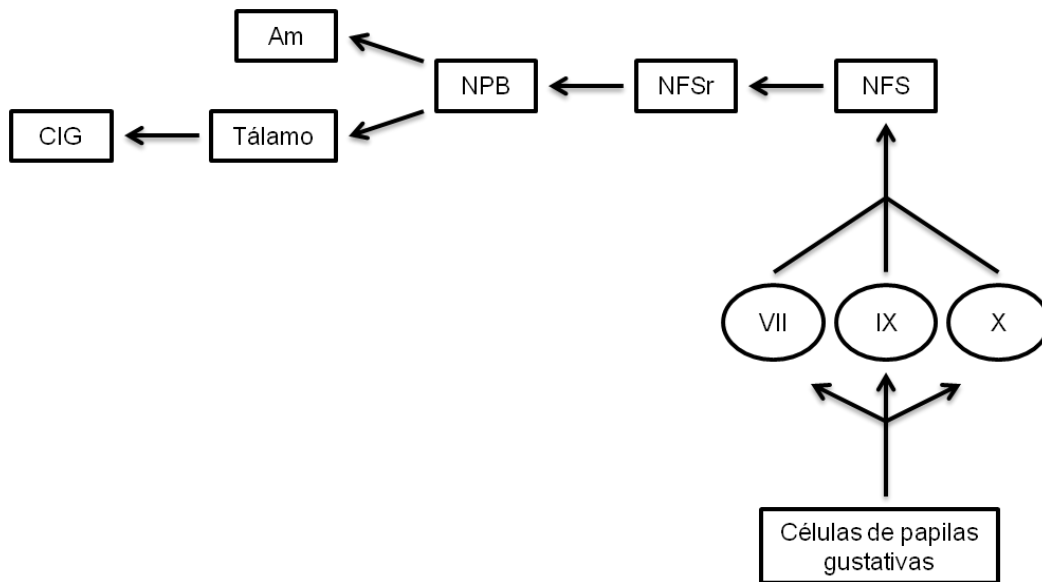 Am
NPB
NFSr
NFS
CIG
Tálamo
VII
IX
X
Células de papilas
gustativas